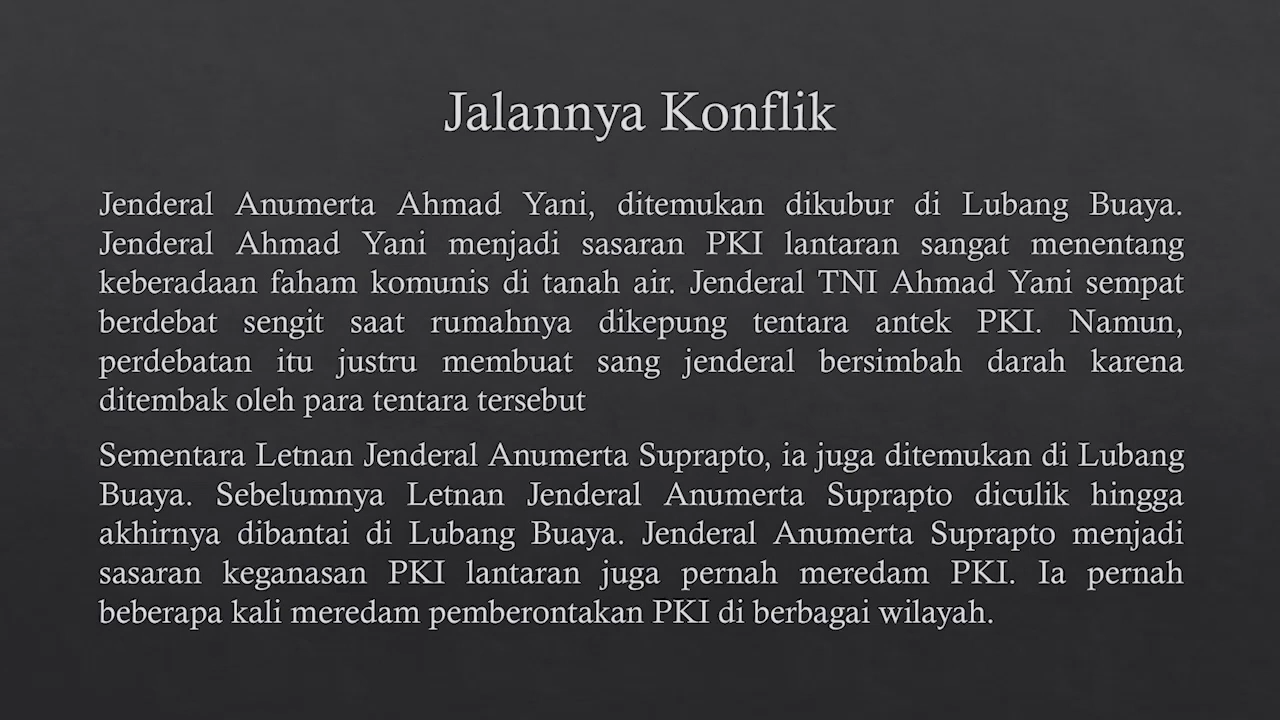 Jalannya Konflik
Jenderal Anumerta Ahmad Yani, ditemukan dikubur di Lubang Buaya.
Jenderal Ahmad Yani menjadi sasaran PKI lantaran sangat menentang
keberadaan faham komunis di tanah air. Jenderal TNI Ahmad Yani sempat
berdebat sengit saat rumahnya dikepung tentara antek PKI. Namun,
perdebatan itu justru membuat sang jenderal bersimbah darah karena
ditembak oleh para tentara tersebut
Sementara Letnan Jenderal Anumerta Suprapto, ia juga ditemukan di Lubang
Buaya. Sebelumnya Letnan Jenderal Anumerta Suprapto diculik hingga
akhirnya dibantai di Lubang Buaya. Jenderal Anumerta Suprapto menjadi
sasaran keganasan PKI lantaran juga pernah meredam PKI. Ia pernah
beberapa kali meredam pemberontakan PKI di berbagai wilayah.